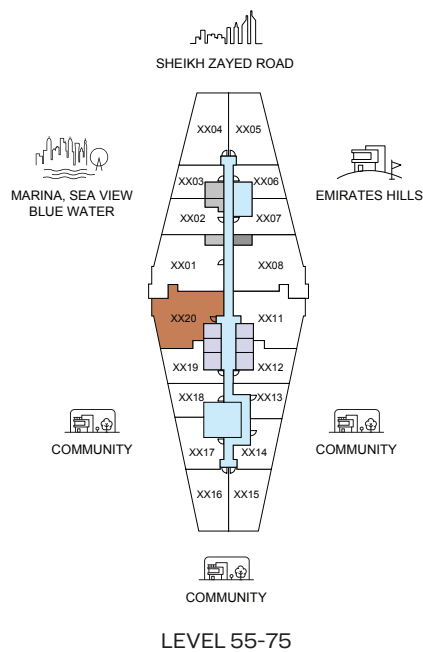 SHEIKH ZAYED ROAD
XX04 XX05
MARINA, SEA VIEW
BLUE WATER
XX03 XX06
EMIRATES HILLS
XX02 XX07
XX01 XX08
XX20 XX11
XX19 XX12
XX18 XX13
COMMUNITY
COMMUNITY
XX17 XX14
XX16 XX15
COMMUNITY
LEVEL 55-75